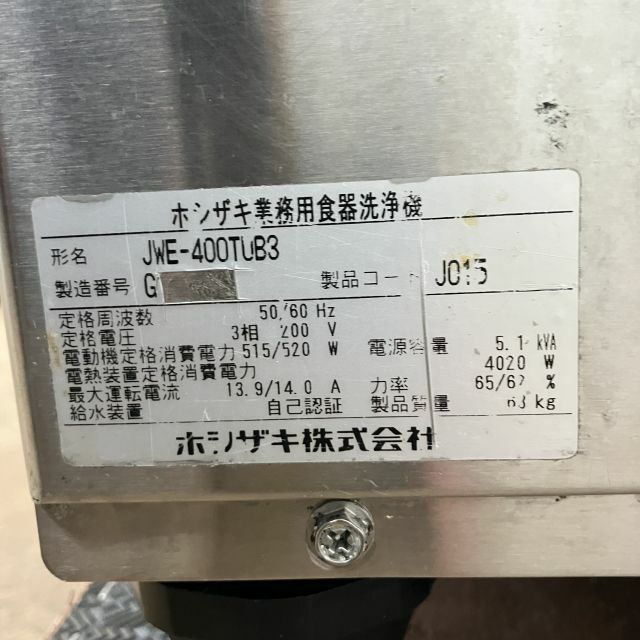 ホシザキ業務用食器洗浄機
形名 JWE-400TUB3
製造番号 G 製品コー J015
定格周波数 50/60 Hz
定格電圧 3相 200 V
電動機定格消費電力 515/520 W 電源容量 5.1 kVA
電熱装置定格消費電力 4020 W
最大運転電流 13.9/14.0 A 力率 65/67 %
給水装置 自己認証 製品質量 kg
ホシザキ株式会社